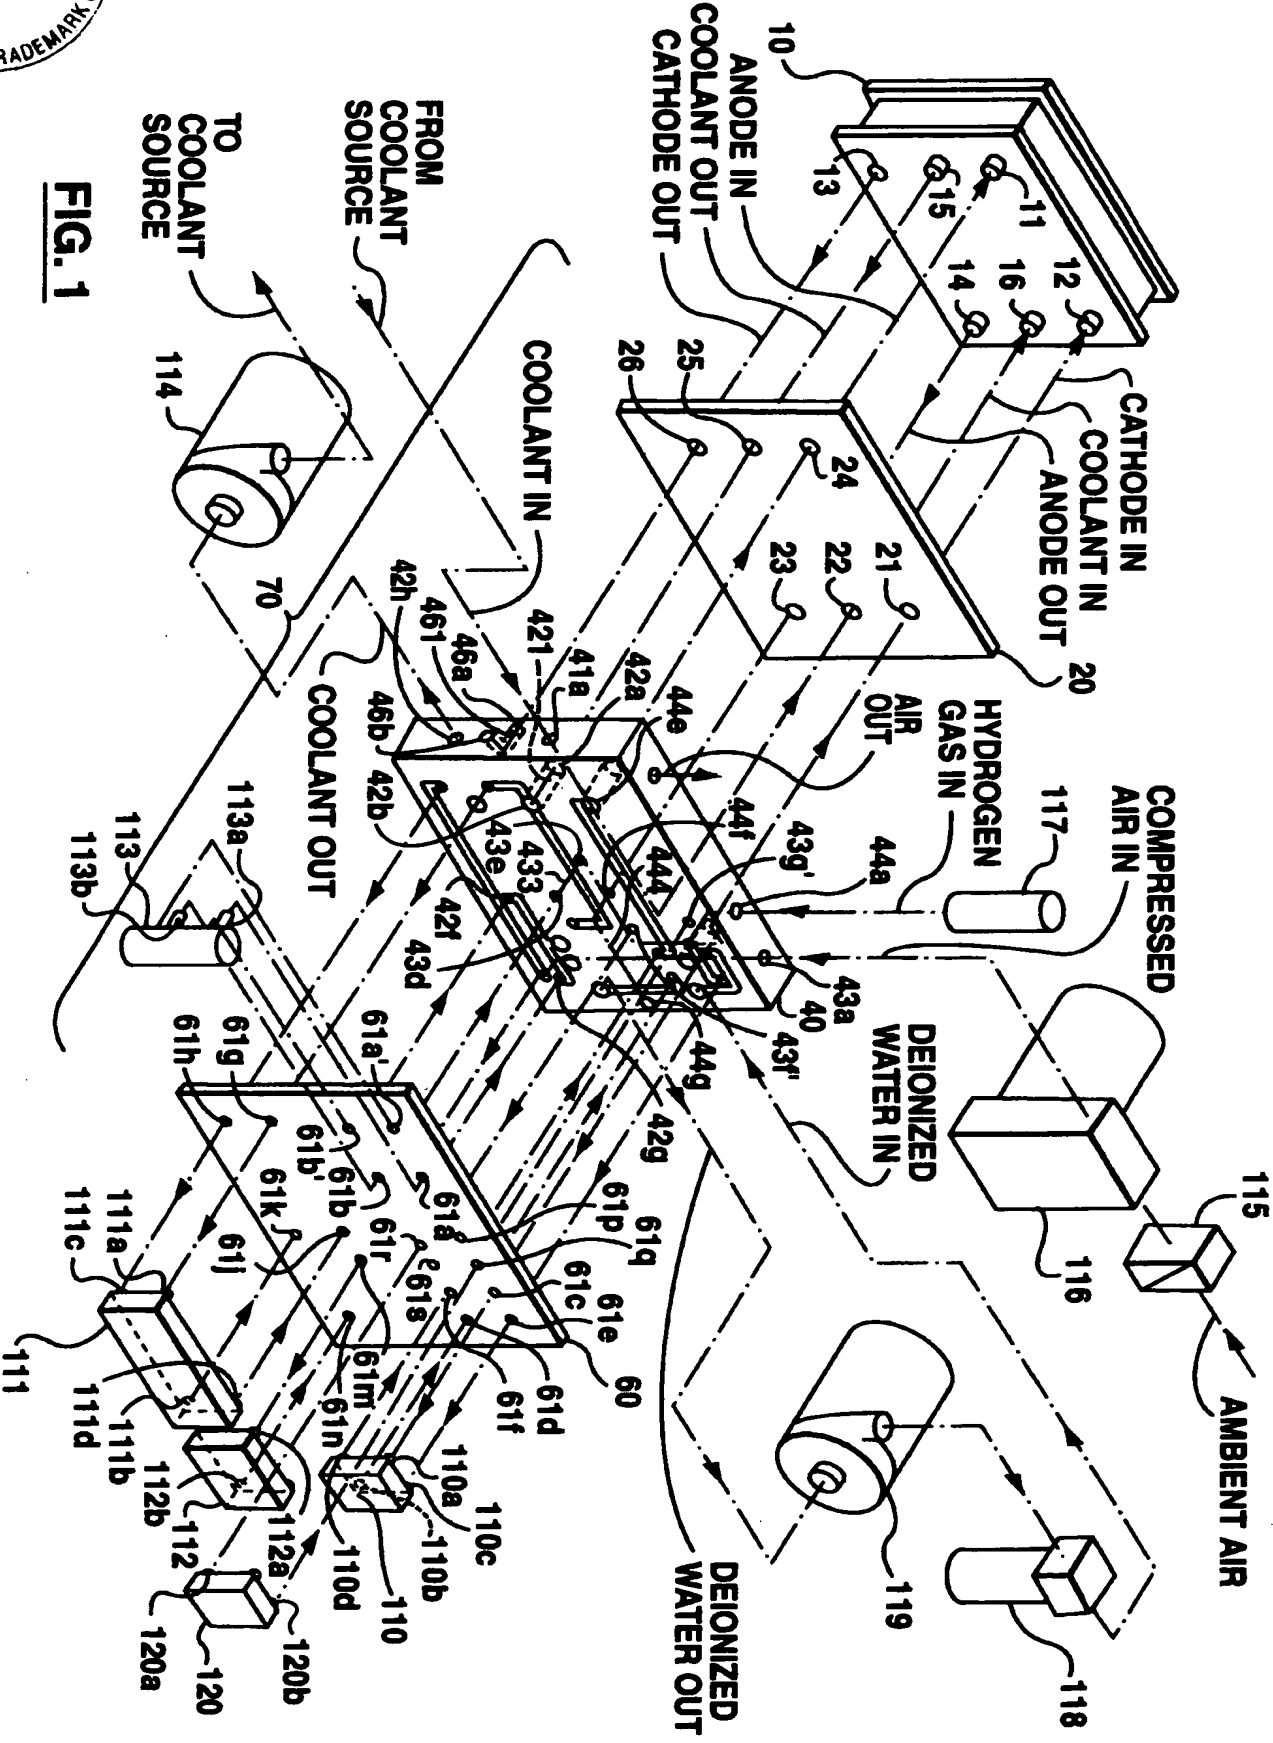 TRADEMARK
10
ANODE IN
COOLANT OUT
CATHODE OUT
13
15
11
14
16
12
CATHODE IN
COOLANT IN
ANODE OUT
20
26
25
24
23
22
21
FROM
COOLANT
SOURCE
TO
COOLANT
SOURCE
114
COOLANT IN
70
COOLANT OUT
42h
461
46a
421
41a
42a
44e
46b
42b
43e
433
42f
43d
44f
444
43g'
44a
43a
40
43f'
44g
42g
AIR
OUT
HYDROGEN
GAS IN
117
COMPRESSED
AIR IN
DEIONIZED
WATER IN
116
115
AMBIENT AIR
113
113a
113b
61h
61g
61a'
61b'
61b
61r
61a
61p
61q
61c
61e
61k
61j
61s
61m
61n
61f
61d
60
111c
111a
111
111d
111b
112b
112
112a
110d
110
110b
110c
110a
120a
120
120b
119
118
DEIONIZED
WATER OUT
FIG. 1